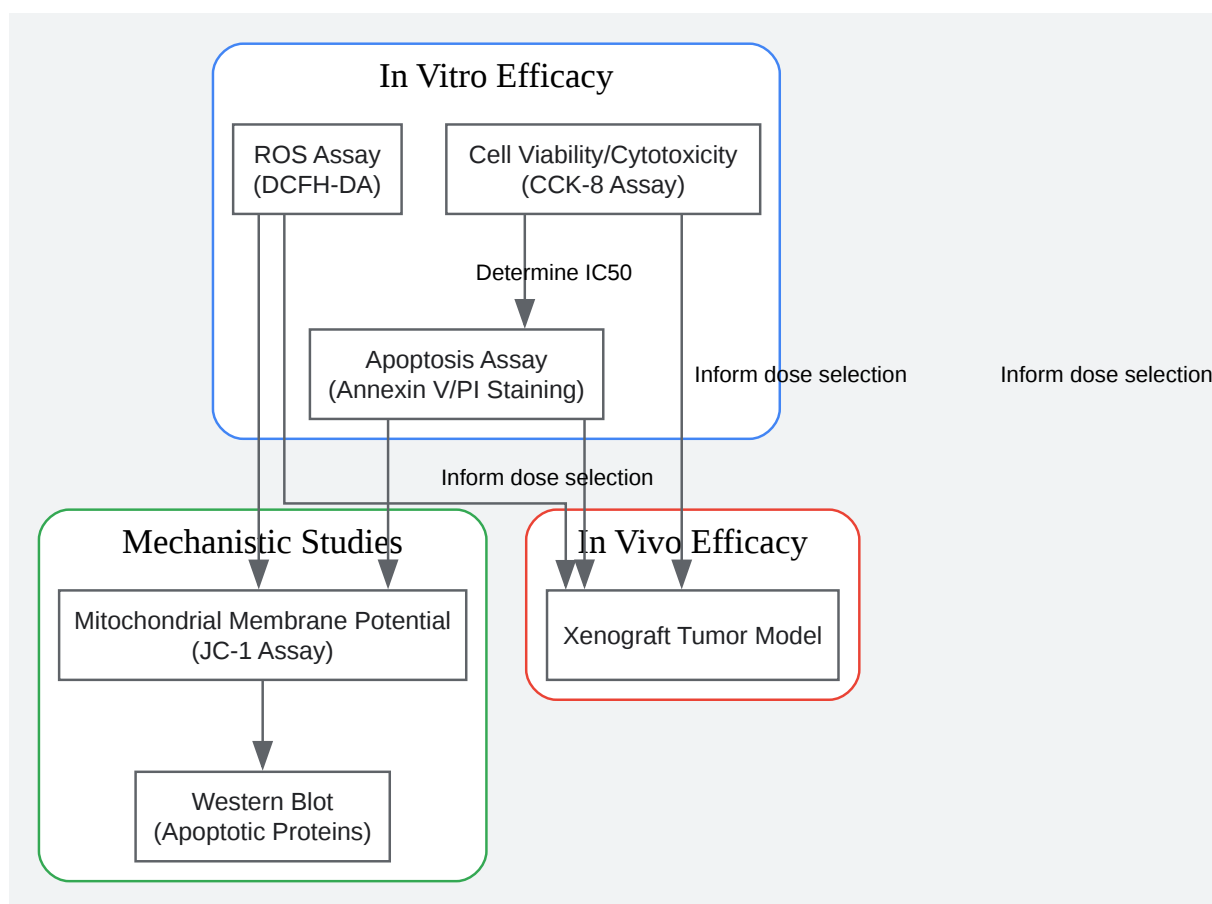 In Vitro Efficacy
ROS Assay
(DCFH-DA)
Cell Viability/Cytotoxicity
(CCK-8 Assay)
Determine IC50
Apoptosis Assay
(Annexin V/PI Staining)
Inform dose selection
Inform dose selection
Inform dose selection
Mechanistic Studies
In Vivo Efficacy
Mitochondrial Membrane Potential
(JC-1 Assay)
Xenograft Tumor Model
Western Blot
(Apoptotic Proteins)